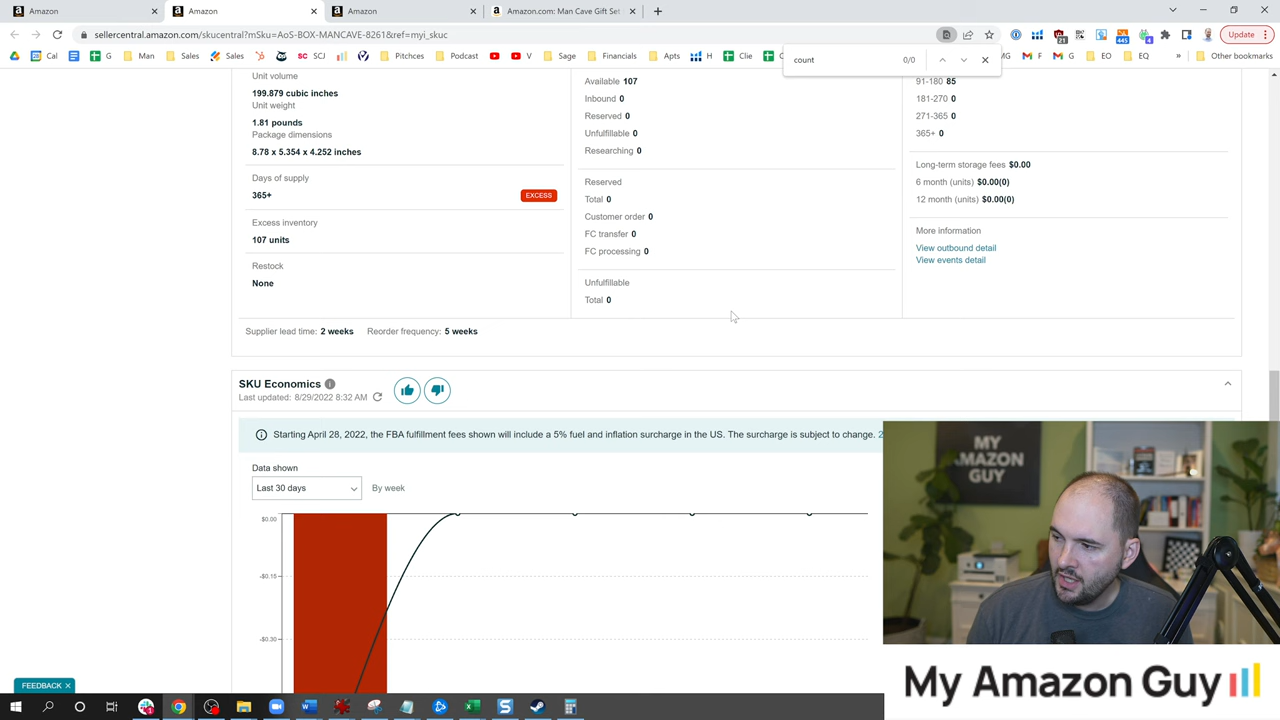 Amazon
Amazon
Amazon
Amazon.com: Man Cave Gift Set
sellercentral.amazon.com/skucentral?mSku=AoS-BOX-MANCAVE-8261&ref=myi_skuc
Update
Cal
G
Man
Sales
Sales
SC SCJ
Pitchces
Podcast
V
Sage
Financials
Apts
H
Clie
F
G
EO
EQ
Other bookmarks
count
0/0
Unit volume
199.879 cubic inches
Unit weight
1.81 pounds
Package dimensions
8.78 x 5.354 x 4.252 inches
Days of supply
365+
EXCESS
Excess inventory
107 units
Restock
None
Available 107
Inbound 0
Reserved 0
Unfulfillable 0
Researching 0
Reserved
Total 0
Customer order 0
FC transfer 0
FC processing 0
Unfulfillable
Total 0
91-180 85
181-270 0
271-365 0
365+ 0
Long-term storage fees $0.00
6 month (units) $0.00(0)
12 month (units) $0.00(0)
More information
View outbound detail
View events detail
Supplier lead time: 2 weeks Reorder frequency: 5 weeks
SKU Economics
Last updated: 8/29/2022 8:32 AM
Starting April 28, 2022, the FBA fulfillment fees shown will include a 5% fuel and inflation surcharge in the US. The surcharge is subject to change. 2
Data shown
Last 30 days
By week
$0.00
-$0.15
-$0.30
FEEDBACK ×
MY
AMAZON
GUY
My Amazon Guy